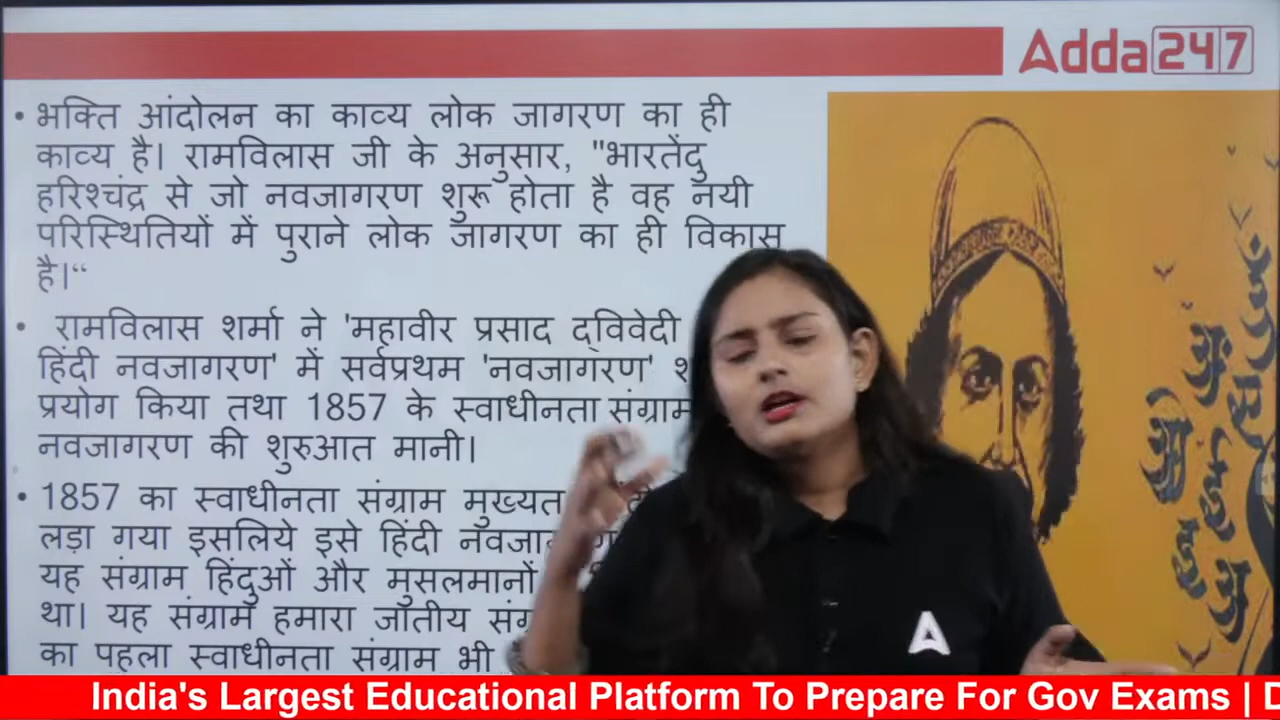 Adda 247
• भक्ति आंदोलन का काव्य लोक जागरण का ही
काव्य है। रामविलास जी के अनुसार, "भारतेंदु
हरिश्चंद्र से जो नवजागरण शुरू होता है वह नयी
परिस्थितियों में पुराने लोक जागरण का ही विकास
है।“
• रामविलास शर्मा ने 'महावीर प्रसाद द्विवेदी
हिंदी नवजागरण' में सर्वप्रथम 'नवजागरण'
प्रयोग किया तथा 1857 के स्वाधीनता संग्राम
नवजागरण की शुरुआत मानी।
• 1857 का स्वाधीनता संग्राम मुख्यत
लड़ा गया इसलिये इसे हिंदी
यह संग्राम हिंदुओं और मुसलमानों
था। यह संग्राम हमारा जातीय
का पहला स्वाधीनता संग्राम भी
India's Largest Educational Platform To Prepare For Gov Exams |